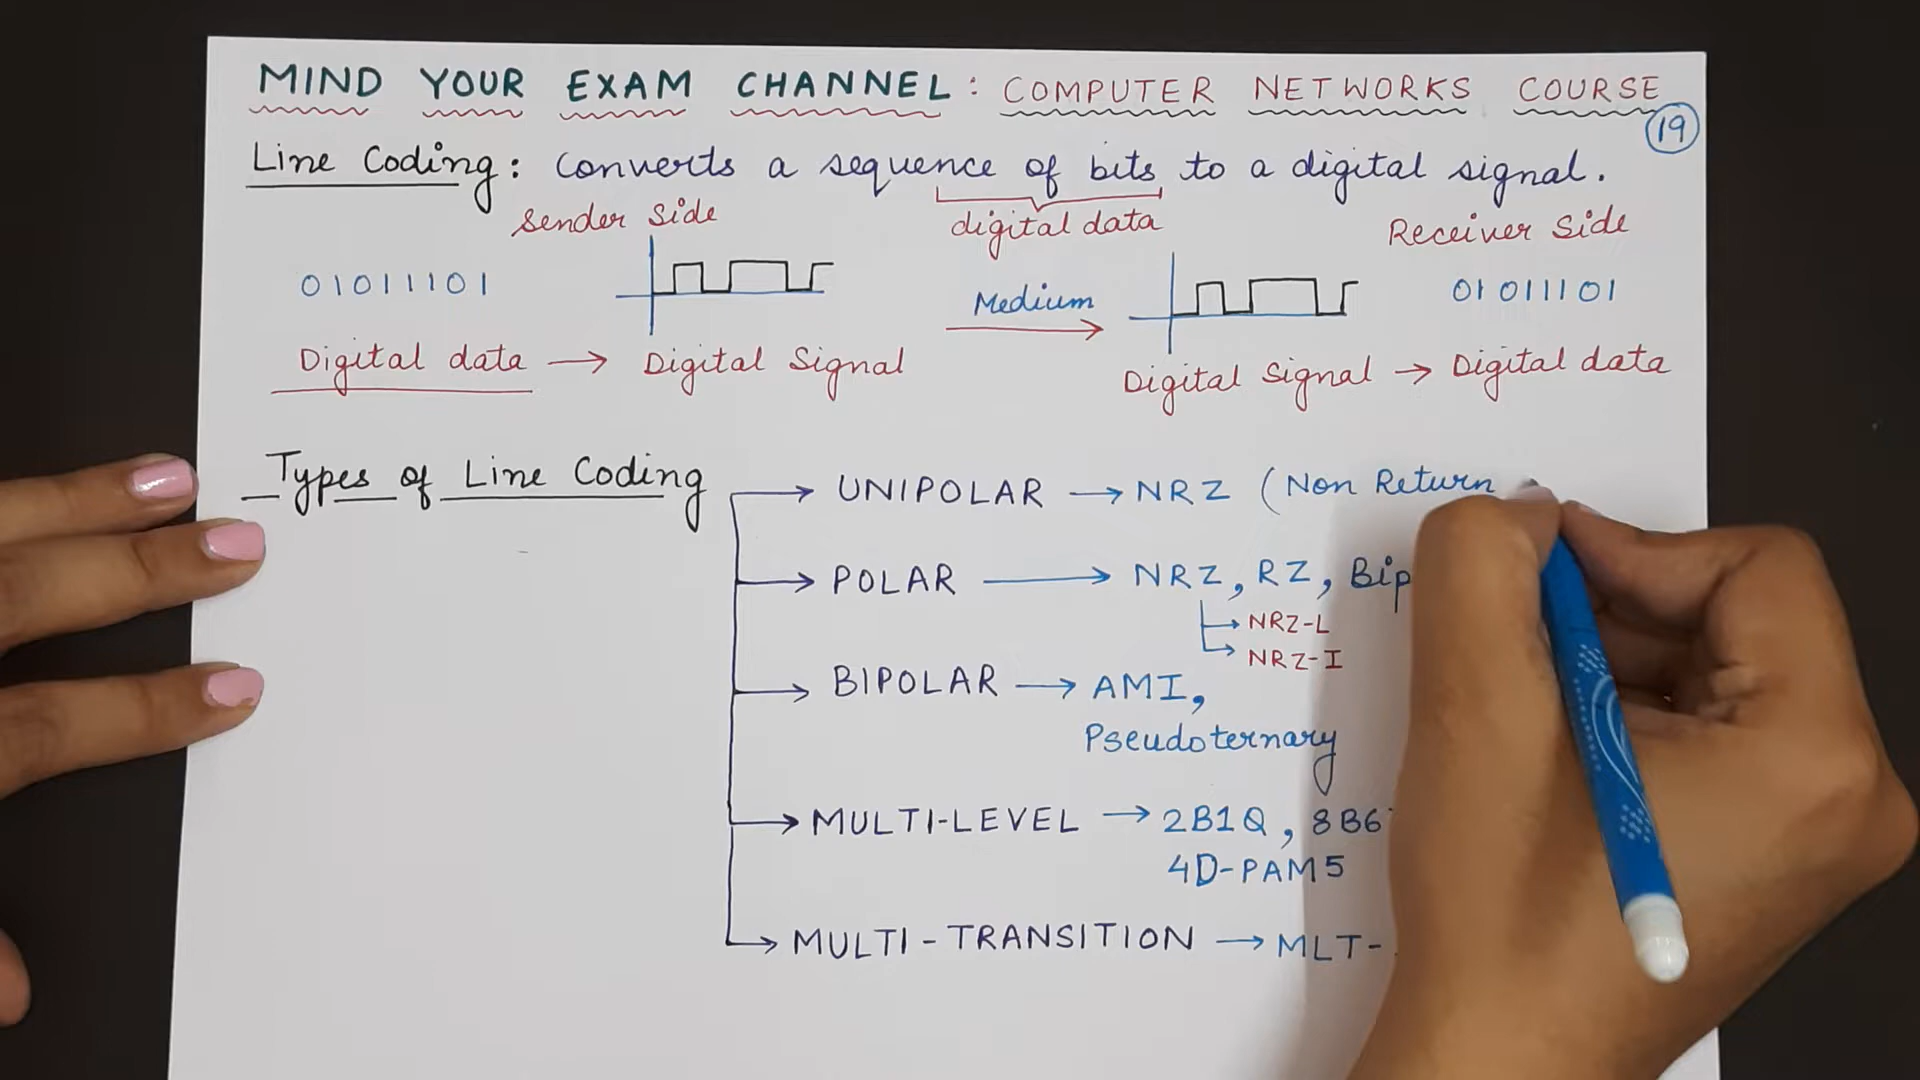 MIND YOUR EXAM CHANNEL: COMPUTER NETWORKS COURSE
19
Line Coding: Converts a sequence of bits to a digital signal.
Sender Side digital data Receiver Side
01011101 Medium 01011101
Digital data → Digital Signal Digital Signal → Digital data
Types of Line Coding
→ UNIPOLAR → NRZ (Non Return
→ POLAR → NRZ, RZ, Bip
→ NRZ-L
→ NRZ-I
→ BIPOLAR → AMI,
Pseudoternary
→ MULTI-LEVEL → 2B1Q, 8B6
4D-PAM5
→ MULTI-TRANSITION → MLT-